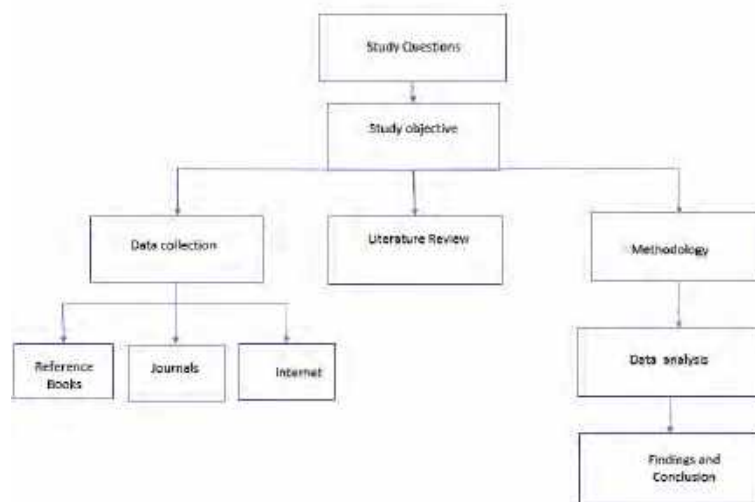 Study Questions
Study objective
Data collection
Literature Review
Methodology
Reference
Books
Journals
Internet
Data analysis
Findings and
Conclusion